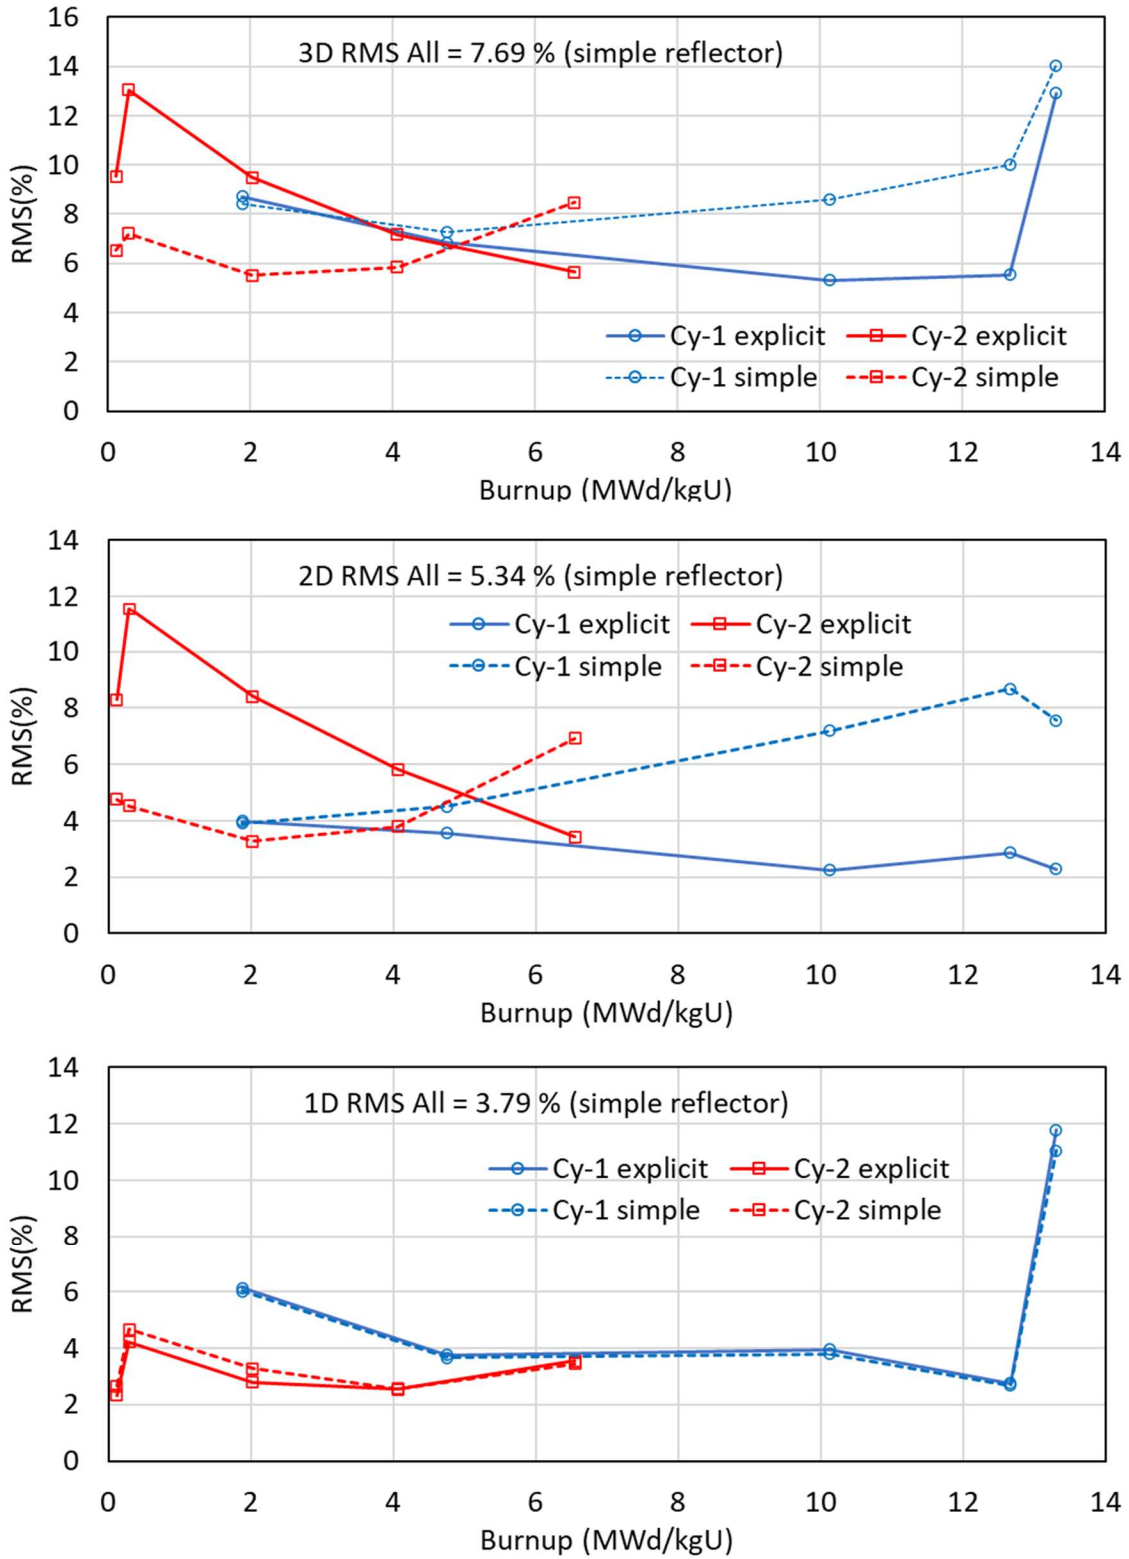 16
3D RMS All = 7.69 % (simple reflector)
14
12
10
8
6
4
2
0
RMS(%)
Cy-1 explicit Cy-2 explicit
Cy-1 simple Cy-2 simple
0 2 4 6 8 10 12 14
Burnup (MWd/kgU)
14
2D RMS All = 5.34 % (simple reflector)
12
10
8
6
4
2
0
RMS(%)
Cy-1 explicit Cy-2 explicit
Cy-1 simple Cy-2 simple
0 2 4 6 8 10 12 14
Burnup (MWd/kgU)
14
1D RMS All = 3.79 % (simple reflector)
12
10
8
6
4
2
0
RMS(%)
Cy-1 explicit Cy-2 explicit
Cy-1 simple Cy-2 simple
0 2 4 6 8 10 12 14
Burnup (MWd/kgU)